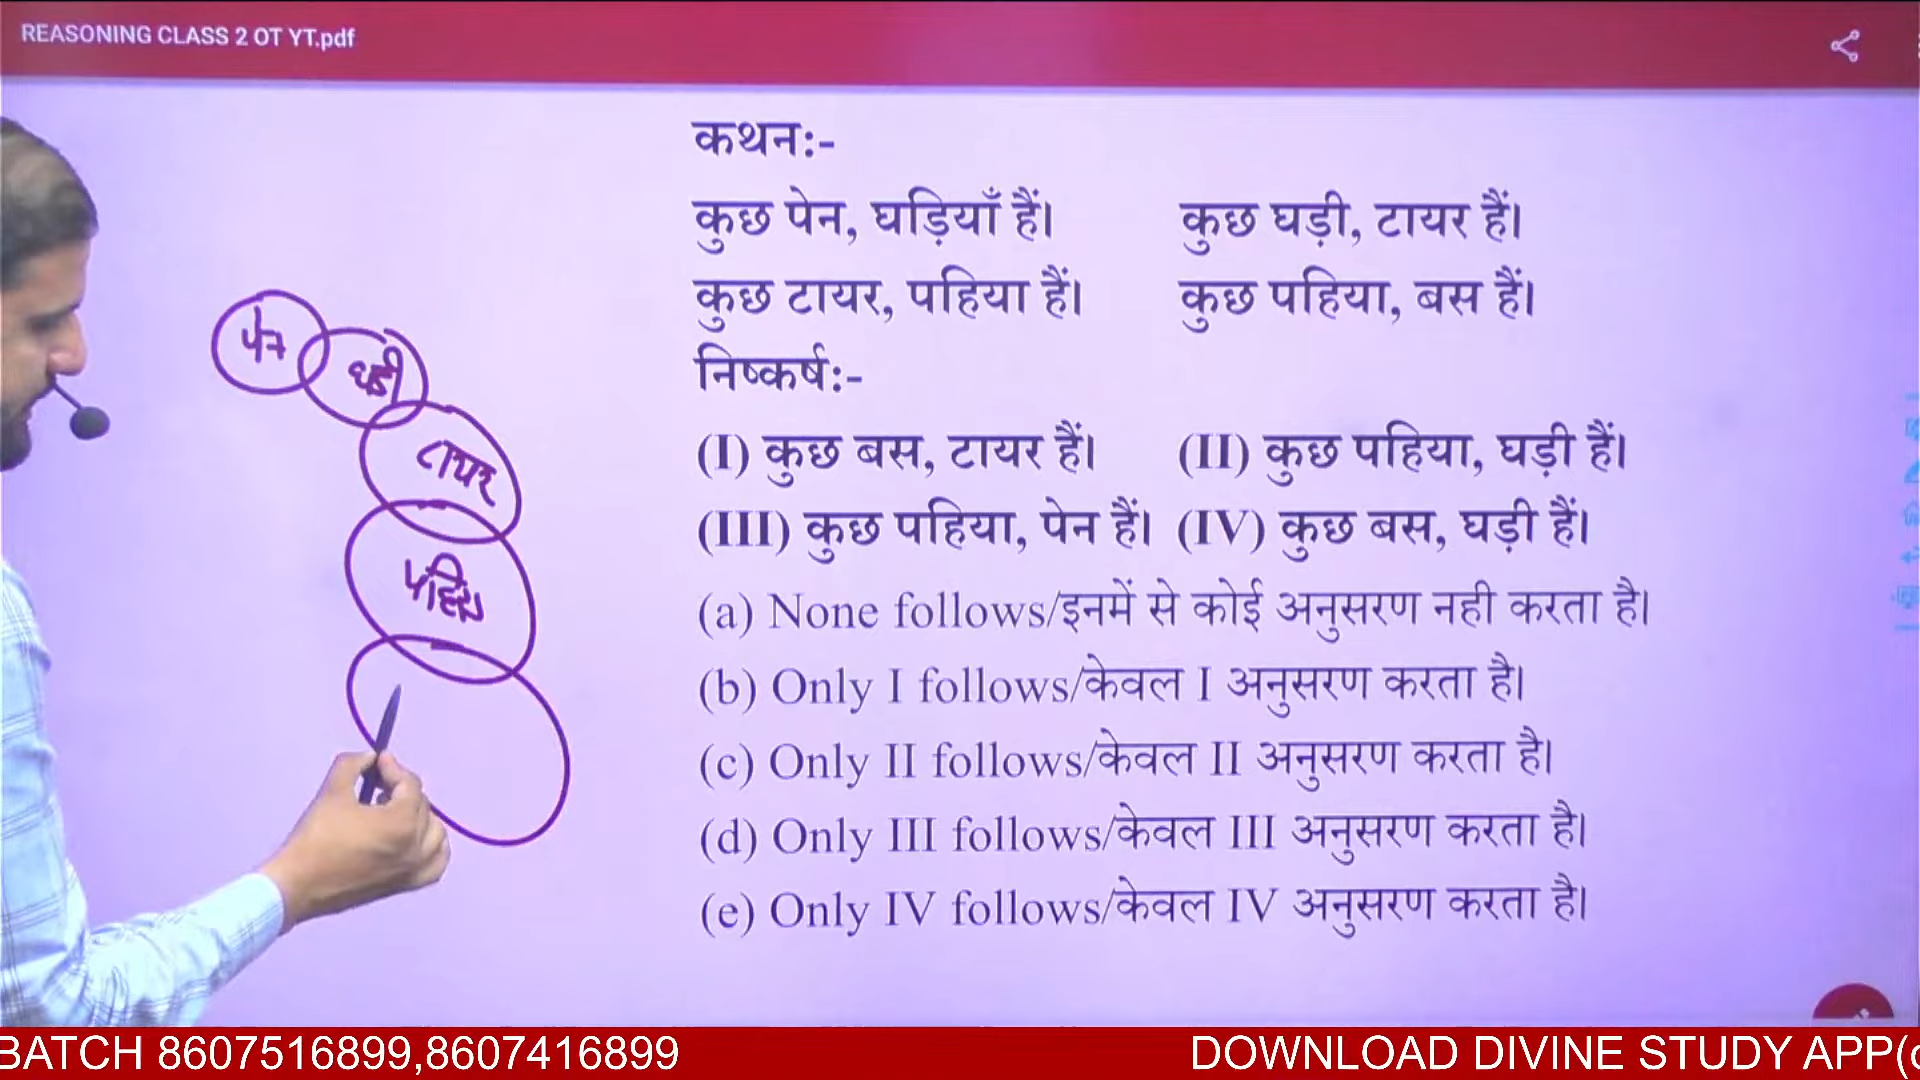 REASONING CLASS 2 OT YT.pdf
कथन:-
कुछ पेन, घड़ियाँ हैं। कुछ घड़ी, टायर हैं।
कुछ टायर, पहिया हैं। कुछ पहिया, बस हैं।
निष्कर्ष:-
(I) कुछ बस, टायर हैं। (II) कुछ पहिया, घड़ी हैं।
(III) कुछ पहिया, पेन हैं। (IV) कुछ बस, घड़ी हैं।
(a) None follows/इनमें से कोई अनुसरण नही करता है।
(b) Only I follows/केवल I अनुसरण करता है।
(c) Only II follows/केवल II अनुसरण करता है।
(d) Only III follows/केवल III अनुसरण करता है।
(e) Only IV follows/केवल IV अनुसरण करता है।
पेन
घड़ी
टायर
पहिया
BATCH 8607516899,8607416899 DOWNLOAD DIVINE STUDY APP(